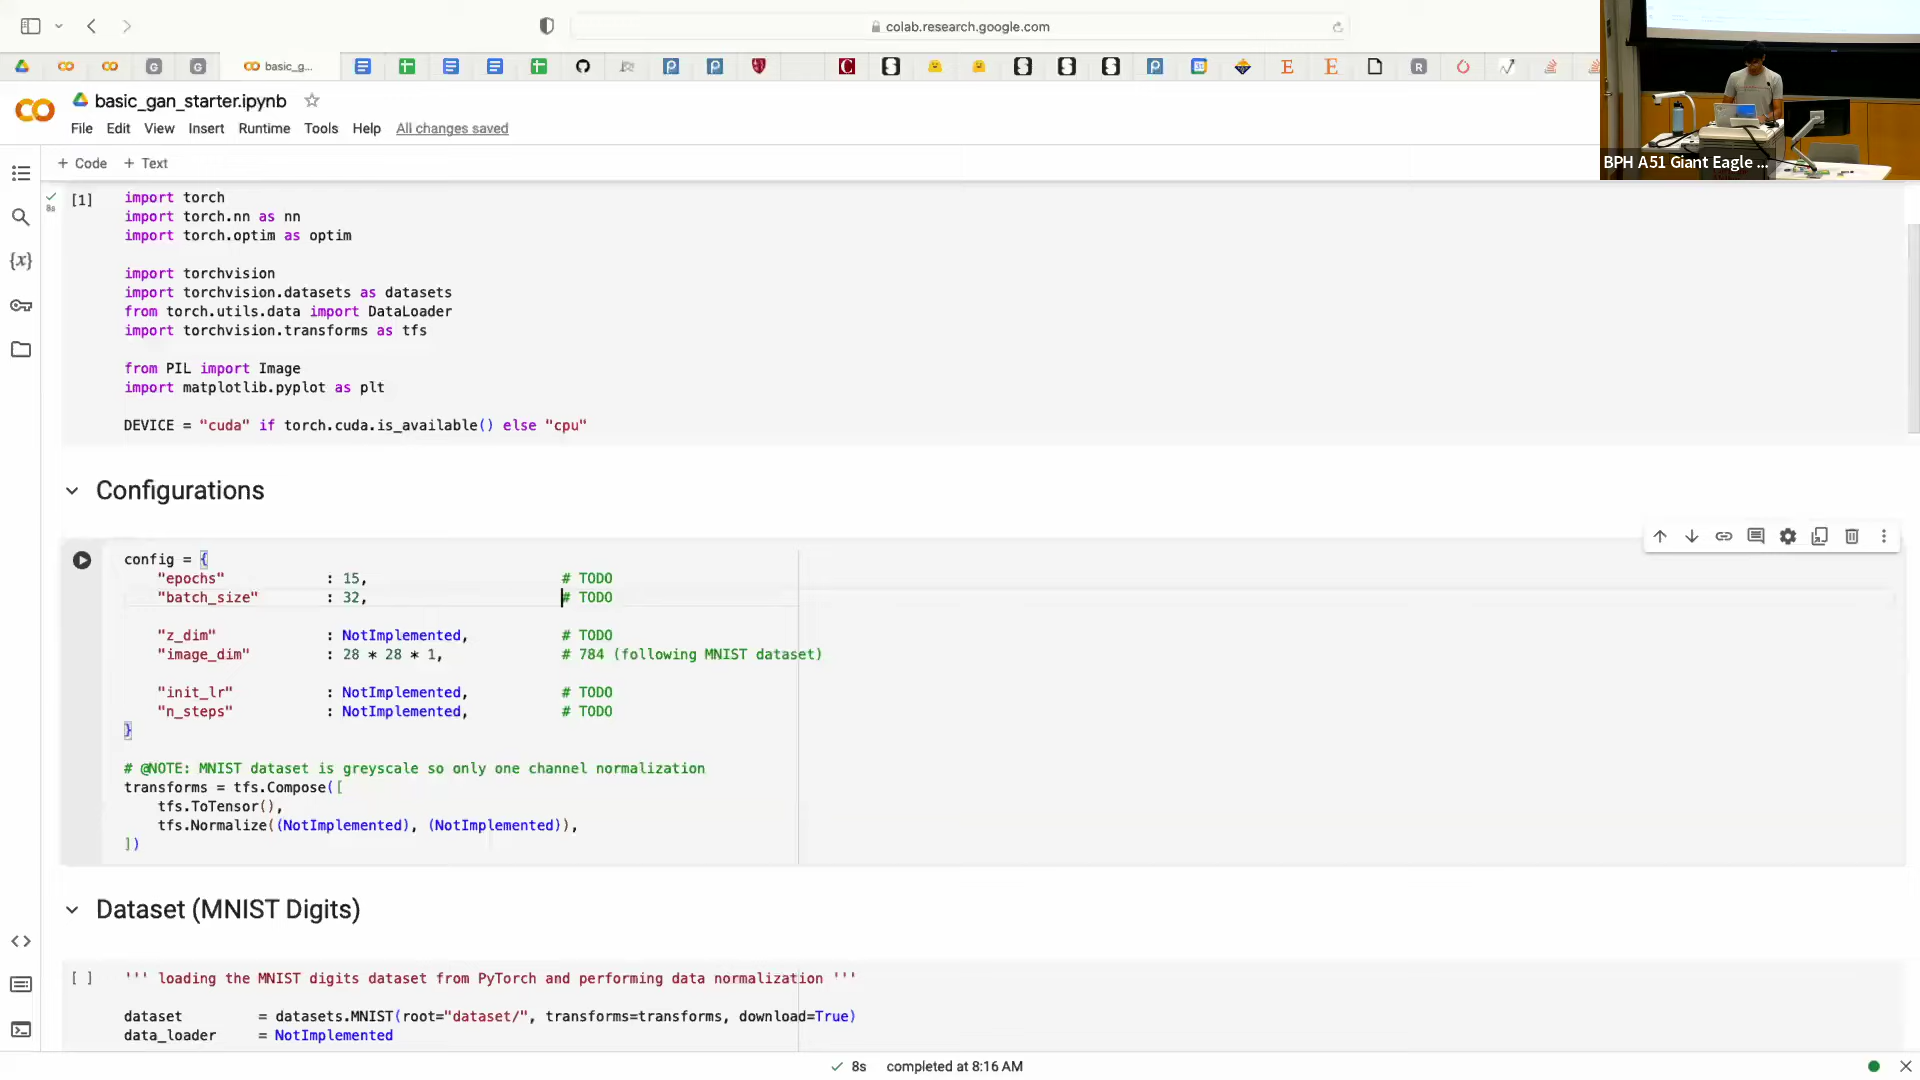 colab.research.google.com
basic_g...
basic_gan_starter.ipynb
File Edit View Insert Runtime Tools Help All changes saved
+ Code + Text
BPH A51 Giant Eagle ...
[1]
8s
import torch
import torch.nn as nn
import torch.optim as optim
import torchvision
import torchvision.datasets as datasets
from torch.utils.data import DataLoader
import torchvision.transforms as tfs
from PIL import Image
import matplotlib.pyplot as plt
DEVICE = "cuda" if torch.cuda.is_available() else "cpu"
Configurations
config = {
"epochs" : 15, # TODO
"batch_size" : 32, # TODO
"z_dim" : NotImplemented, # TODO
"image_dim" : 28 * 28 * 1, # 784 (following MNIST dataset)
"init_lr" : NotImplemented, # TODO
"n_steps" : NotImplemented, # TODO
}
# @NOTE: MNIST dataset is greyscale so only one channel normalization
transforms = tfs.Compose([
tfs.ToTensor(),
tfs.Normalize((NotImplemented), (NotImplemented)),
])
Dataset (MNIST Digits)
[ ] ''' loading the MNIST digits dataset from PyTorch and performing data normalization '''
dataset = datasets.MNIST(root="dataset/", transforms=transforms, download=True)
data_loader = NotImplemented
8s completed at 8:16 AM